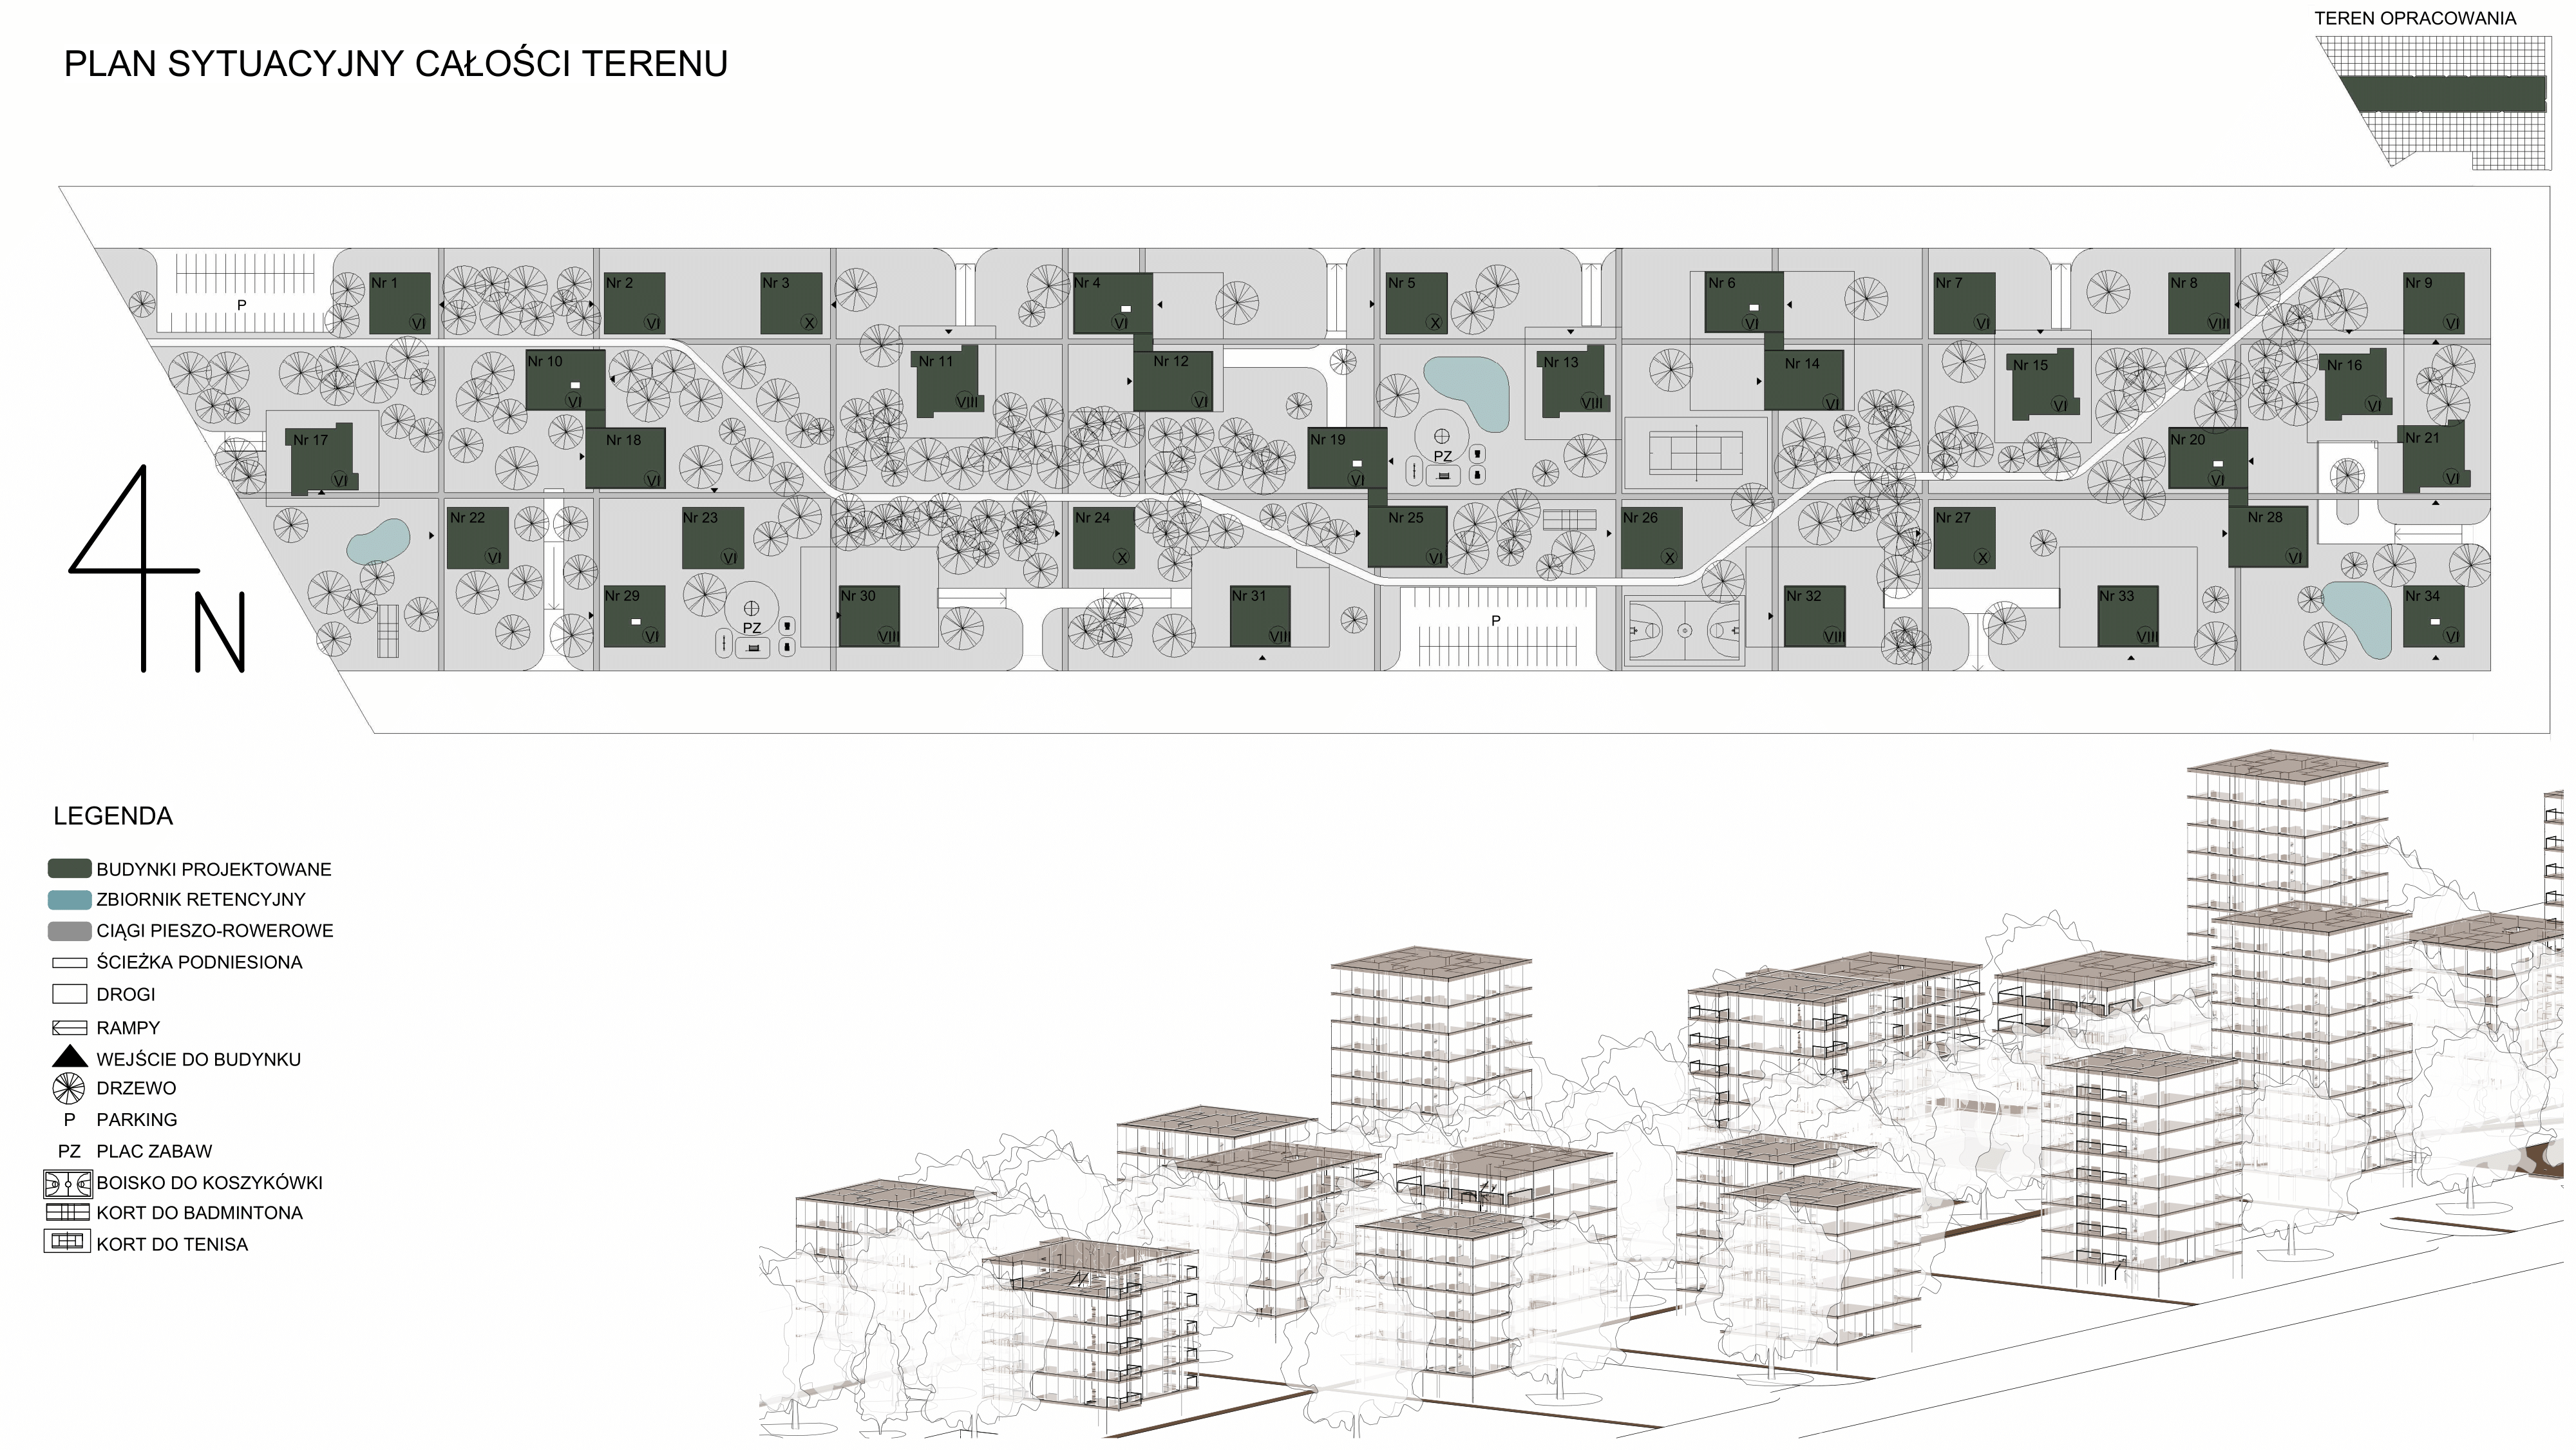 TEREN OPRACOWANIA
PLAN SYTUACYJNY CAŁOŚCI TERENU
P
Nr 1
VI
Nr 2
VI
Nr 3
X
Nr 4
VI
Nr 5
X
Nr 6
VI
Nr 7
VI
Nr 8
VIII
Nr 9
VI
Nr 10
VI
Nr 11
VIII
Nr 12
VI
Nr 13
VIII
Nr 14
VI
Nr 15
VI
Nr 16
VI
Nr 17
VI
Nr 18
VI
Nr 19
VI
PZ
Nr 20
VI
Nr 21
VI
Nr 22
VI
Nr 23
VI
Nr 24
X
Nr 25
VI
Nr 26
X
Nr 27
X
Nr 28
VI
Nr 29
VI
PZ
Nr 30
VIII
Nr 31
VIII
P
Nr 32
VIII
Nr 33
VIII
Nr 34
VI
N
LEGENDA
BUDYNKI PROJEKTOWANE
ZBIORNIK RETENCYJNY
CIĄGI PIESZO-ROWEROWE
ŚCIEŻKA PODNIESIONA
DROGI
RAMPY
WEJŚCIE DO BUDYNKU
DRZEWO
P PARKING
PZ PLAC ZABAW
BOISKO DO KOSZYKÓWKI
KORT DO BADMINTONA
KORT DO TENISA